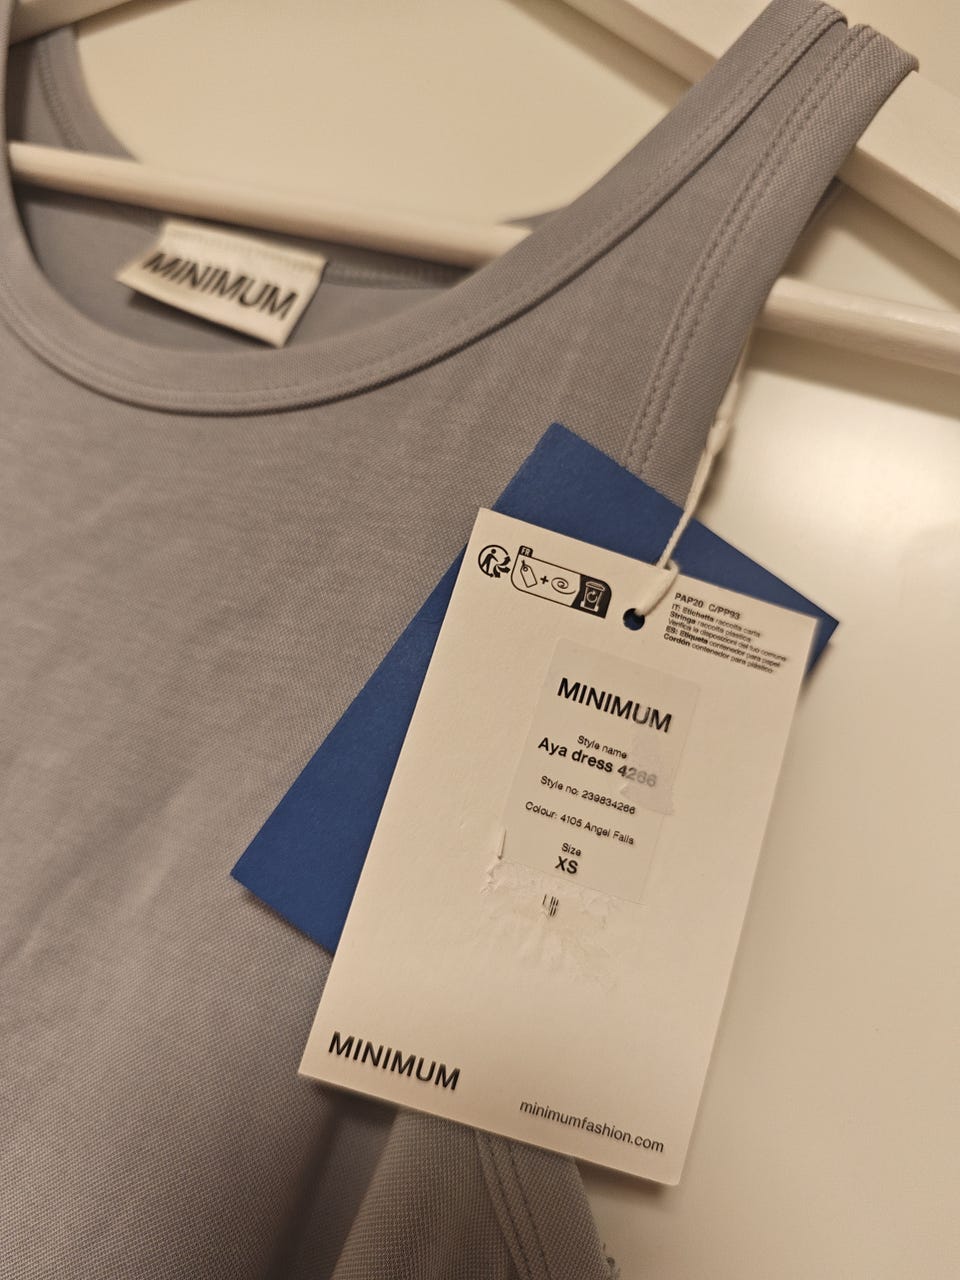 MINIMUM
FR
PAP20 C/PP93
IT: Etichetta raccolta carta
Stringa raccolta plastica
Verifica le disposizioni del tuo comune
ES: Etiqueta contenedor para papel
Cordón contenedor para plástico
MINIMUM
Style name
Aya dress 4266
Style no: 239834266
Colour: 4105 Angel Falls
Size
XS
MINIMUM
minimumfashion.com